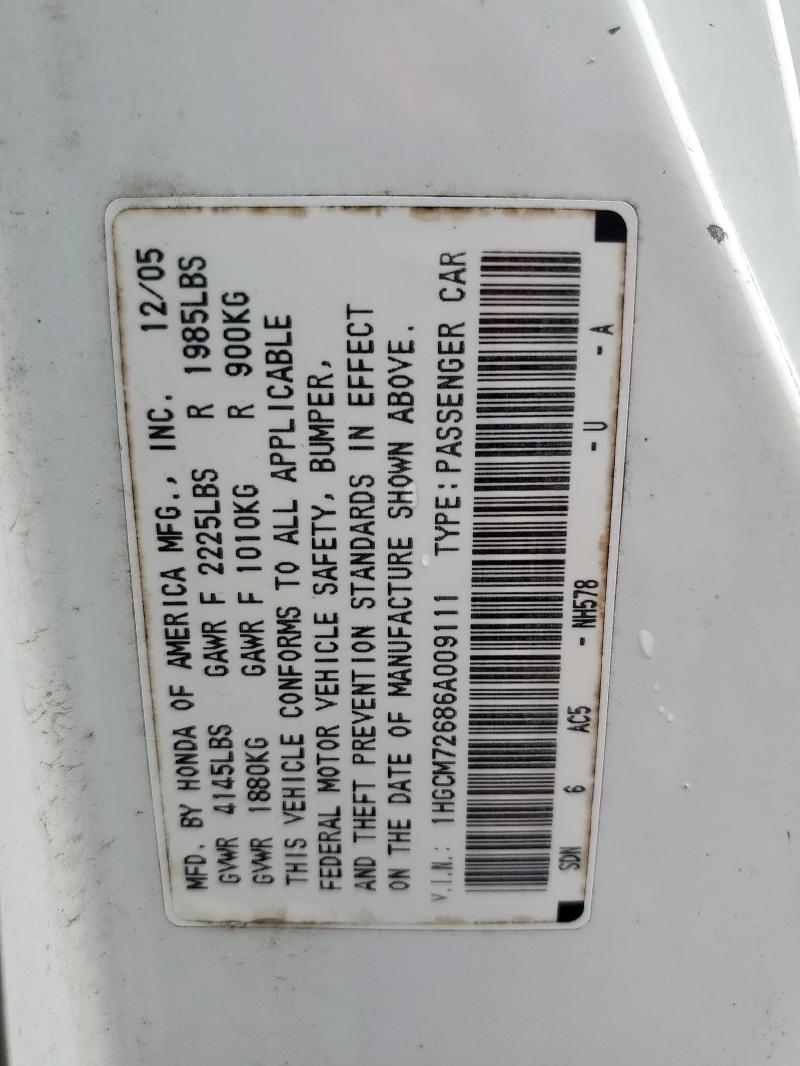 MFD. BY HONDA OF AMERICA MFG., INC. 12/05
GVWR 4145LBS GAWR F 2225LBS R 1985LBS
GVWR 1880KG GAWR F 1010KG R 900KG
THIS VEHICLE CONFORMS TO ALL APPLICABLE
FEDERAL MOTOR VEHICLE SAFETY, BUMPER,
AND THEFT PREVENTION STANDARDS IN EFFECT
ON THE DATE OF MANUFACTURE SHOWN ABOVE.
V.I.N.: 1HGCM72686A009111 TYPE:PASSENGER CAR
SDN 6 AC5 - NH578 - U - A